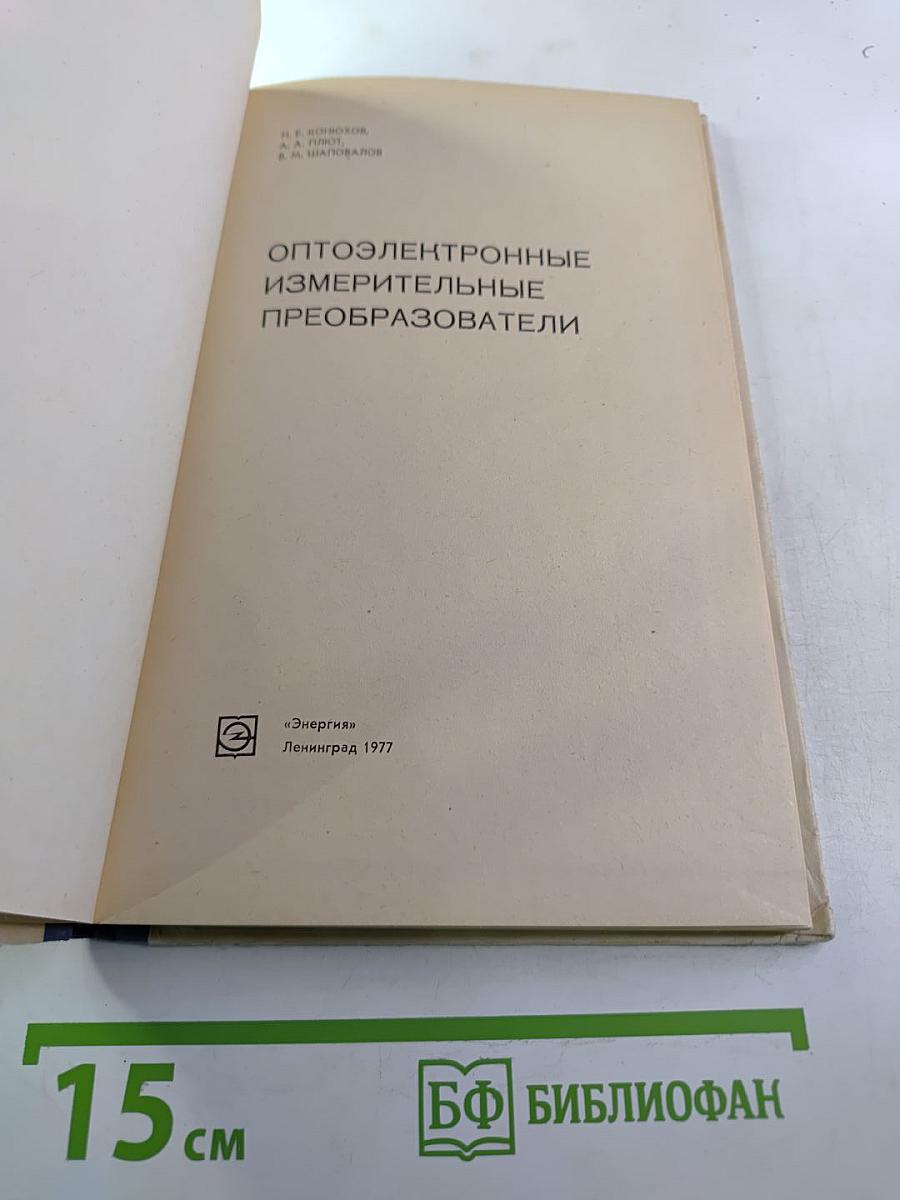 Н. Е. КОНЮХОВ,
А. А. ПЛЮТ,
В. М. ШАПОВАЛОВ
ОПТОЭЛЕКТРОННЫЕ
ИЗМЕРИТЕЛЬНЫЕ
ПРЕОБРАЗОВАТЕЛИ
«Энергия»
Ленинград 1977
15 см
БФ БИБЛИОФАН